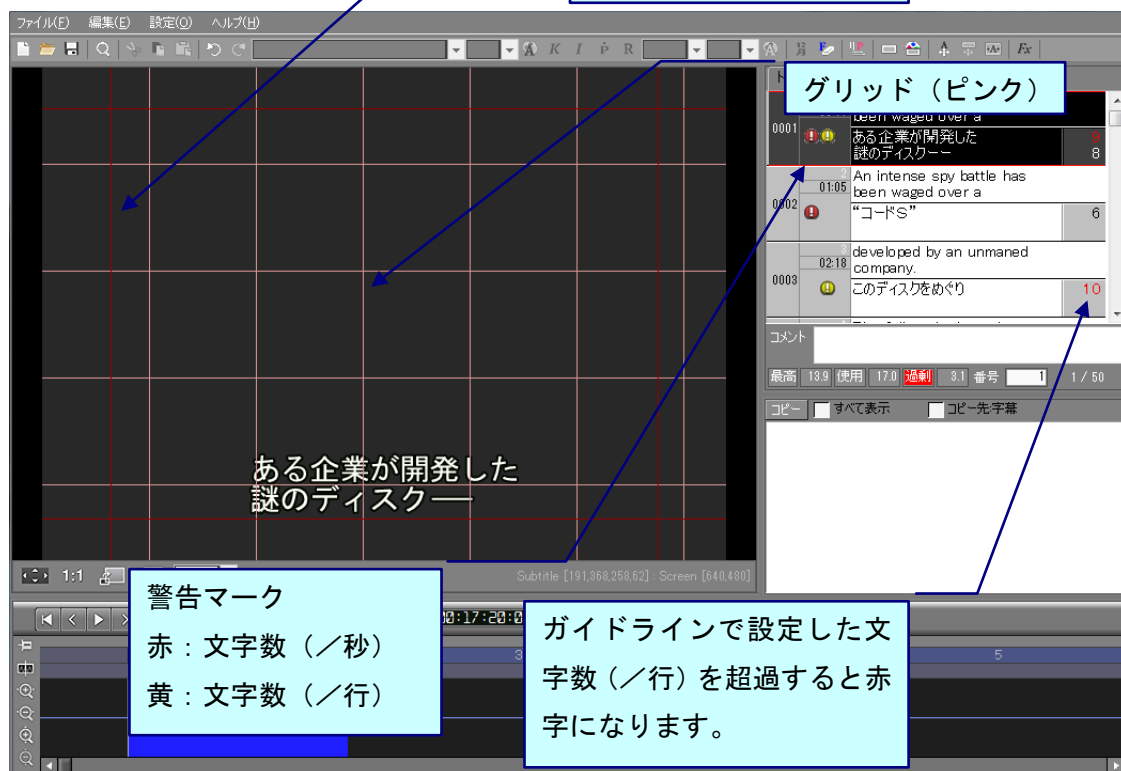 ファイル(F) 編集(E) 設定(O) ヘルプ(H)
K I P R
Fx
グリッド（ピンク）
0001
been waged over a
ある企業が開発した
謎のディスクーー
9
8
0002
2
01:05
An intense spy battle has
been waged over a
“コードS”
6
0003
3
02:18
developed by an unmaned
company.
このディスクをめぐり
10
コメント
最高 13.9 使用 17.0 過剰 3.1 番号 1 1 / 50
コピー すべて表示 コピー先:字幕
ある企業が開発した
謎のディスク──
1:1
Subtitle [191,368,258,62] : Screen [640,480]
警告マーク
赤：文字数（／秒）
黄：文字数（／行）
ガイドラインで設定した文
字数（／行）を超過すると赤
字になります。
3
5